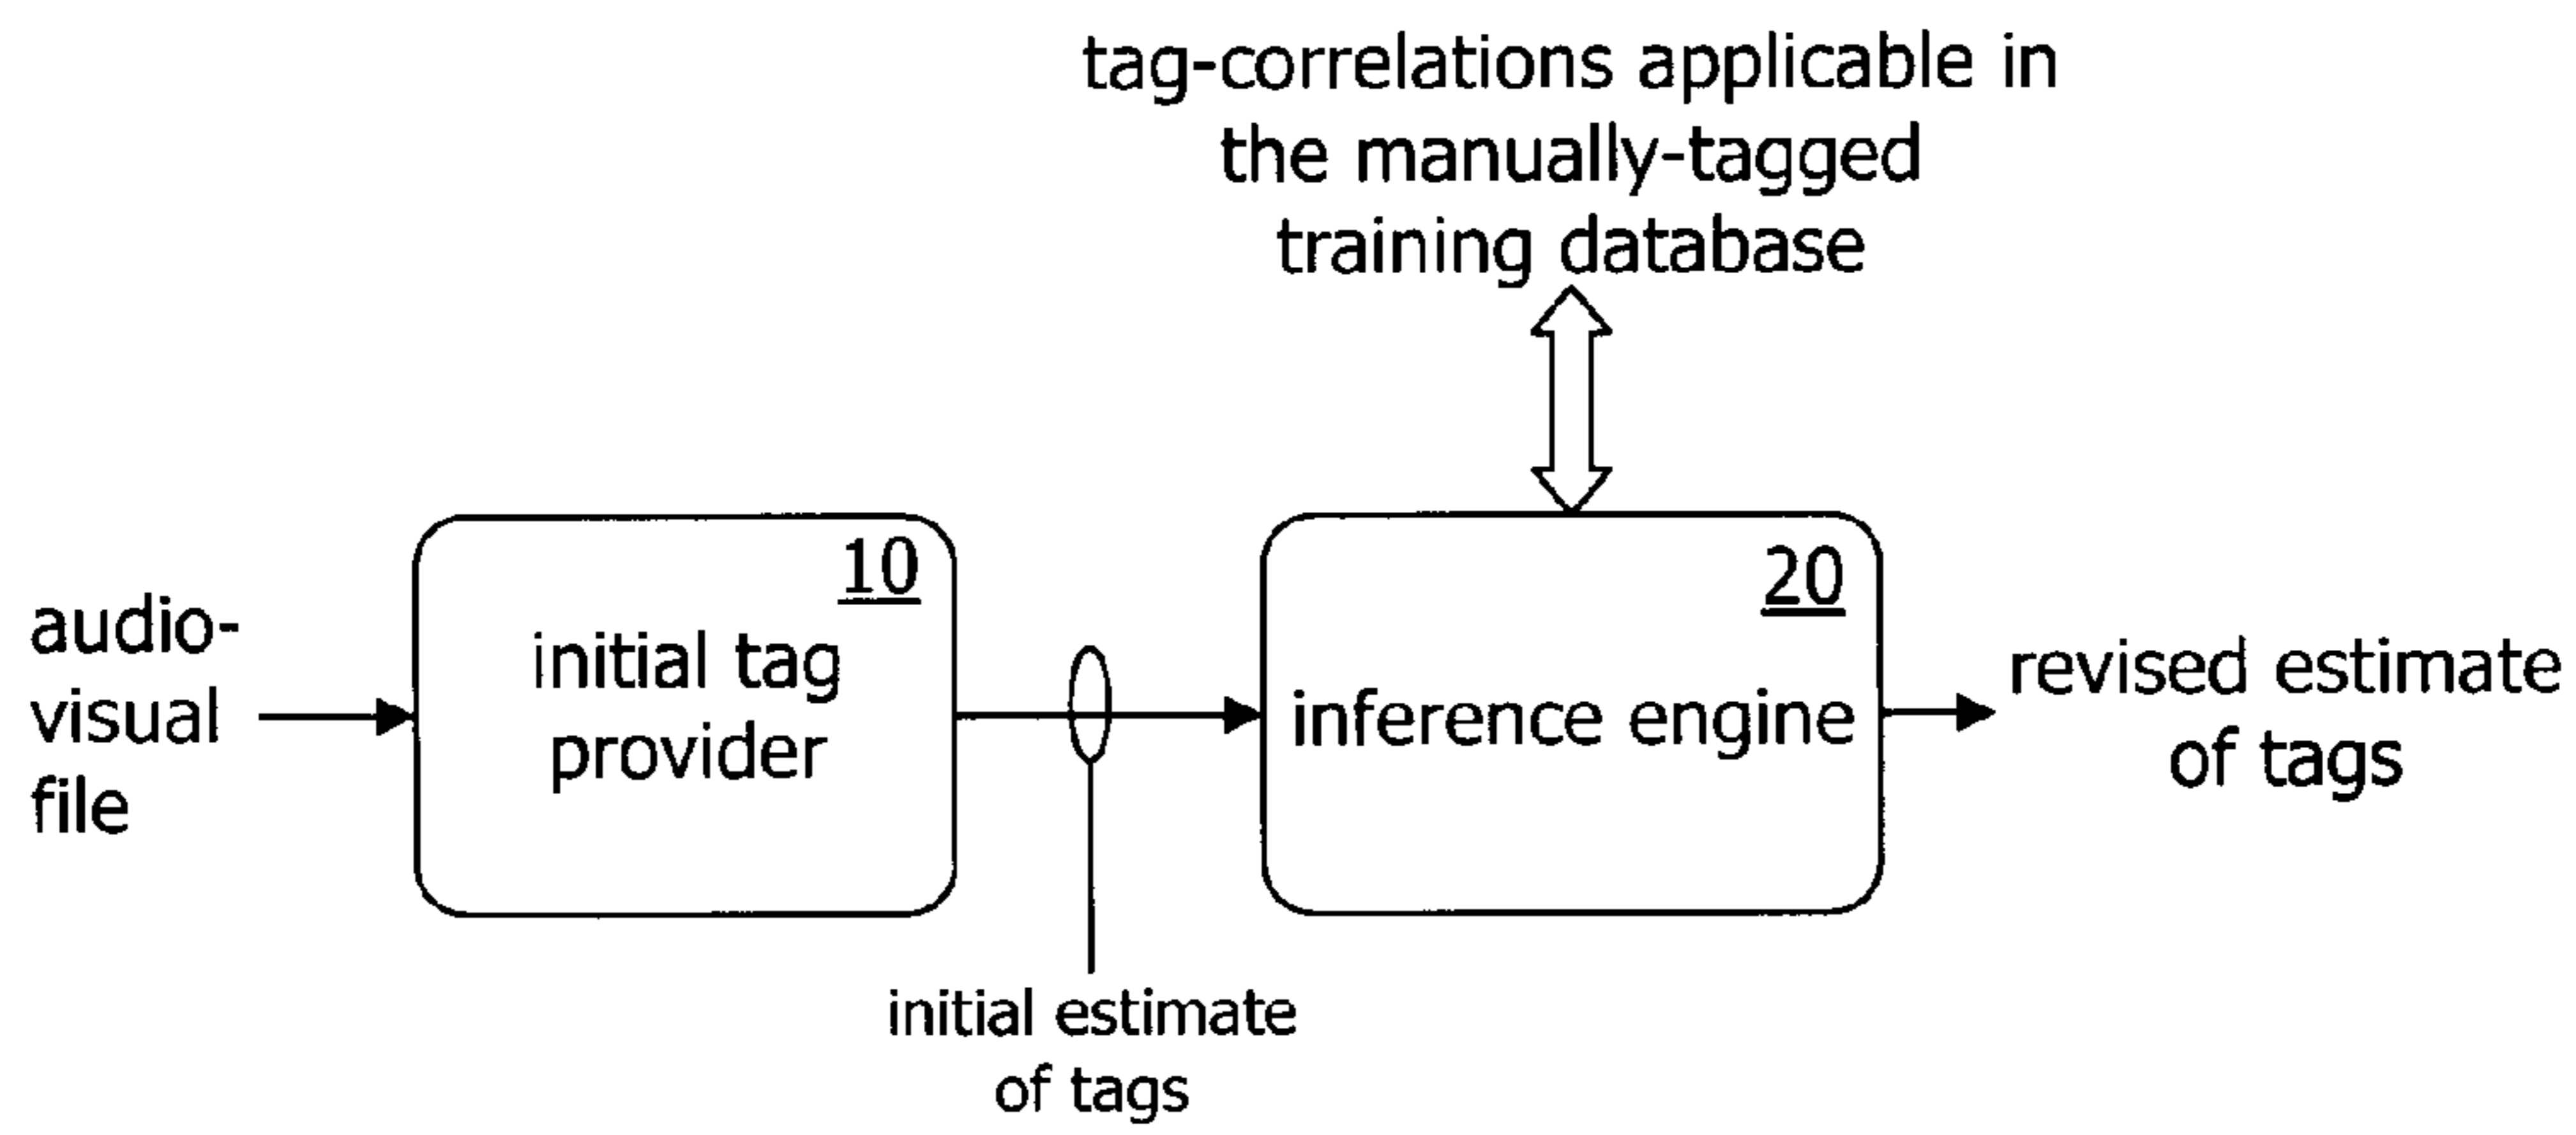 tag-correlations applicable in
the manually-tagged
training database
audio-
visual
file
10
initial tag
provider
initial estimate
of tags
20
inference engine
revised estimate
of tags